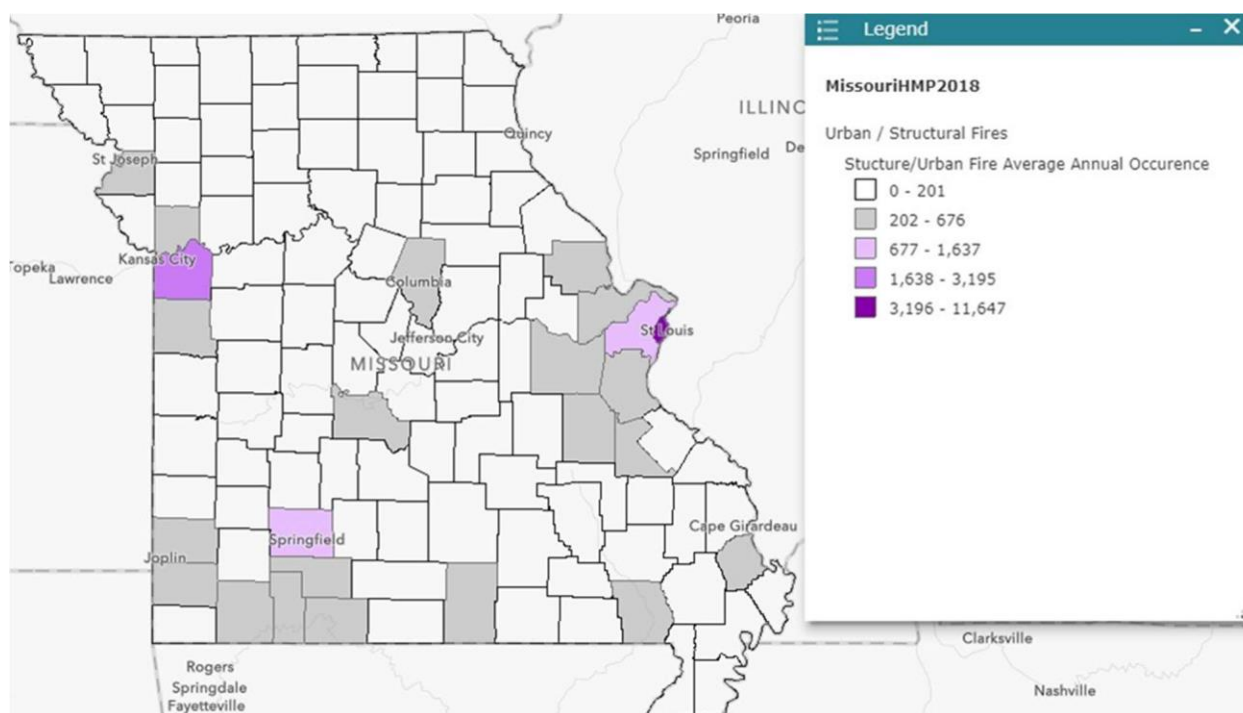 Peoria
ILLINC
Quincy
Springfield De
St Joseph
Kansas City
Topeka
Lawrence
Columbia
St Louis
Jefferson City
MISSOURI
Springfield
Joplin
Cape Girardeau
Rogers
Springdale
Fayetteville
Clarksville
Nashville
Legend
MissouriHMP2018
Urban / Structural Fires
Stucture/Urban Fire Average Annual Occurence
0 - 201
202 - 676
677 - 1,637
1,638 - 3,195
3,196 - 11,647